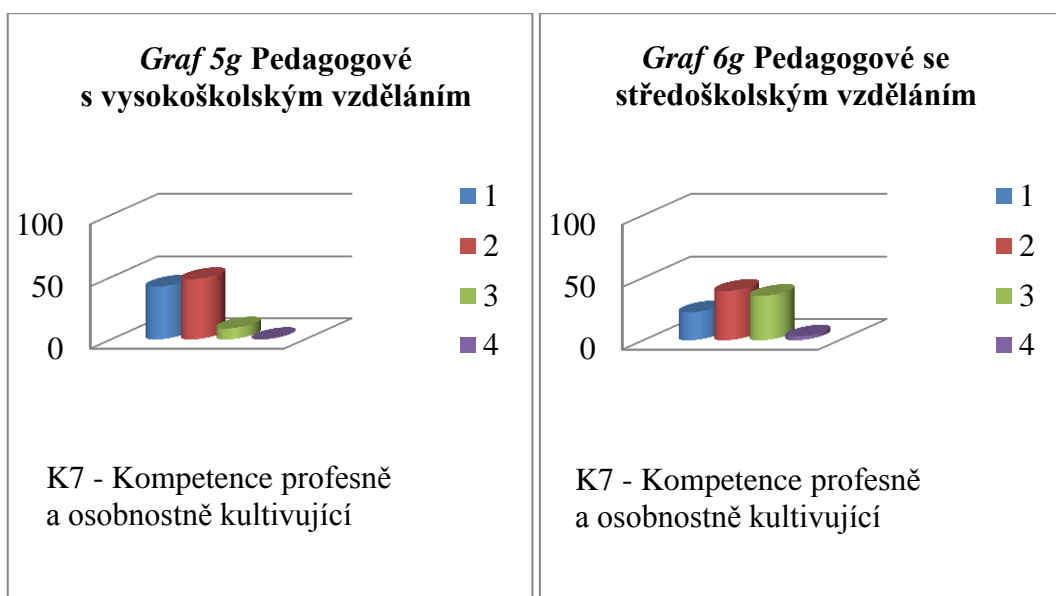 Graf 5g Pedagogové
s vysokoškolským vzděláním
100
50
0
1
2
3
4
K7 - Kompetence profesně
a osobnostně kultivující
Graf 6g Pedagogové se
středoškolským vzděláním
100
50
0
1
2
3
4
K7 - Kompetence profesně
a osobnostně kultivující